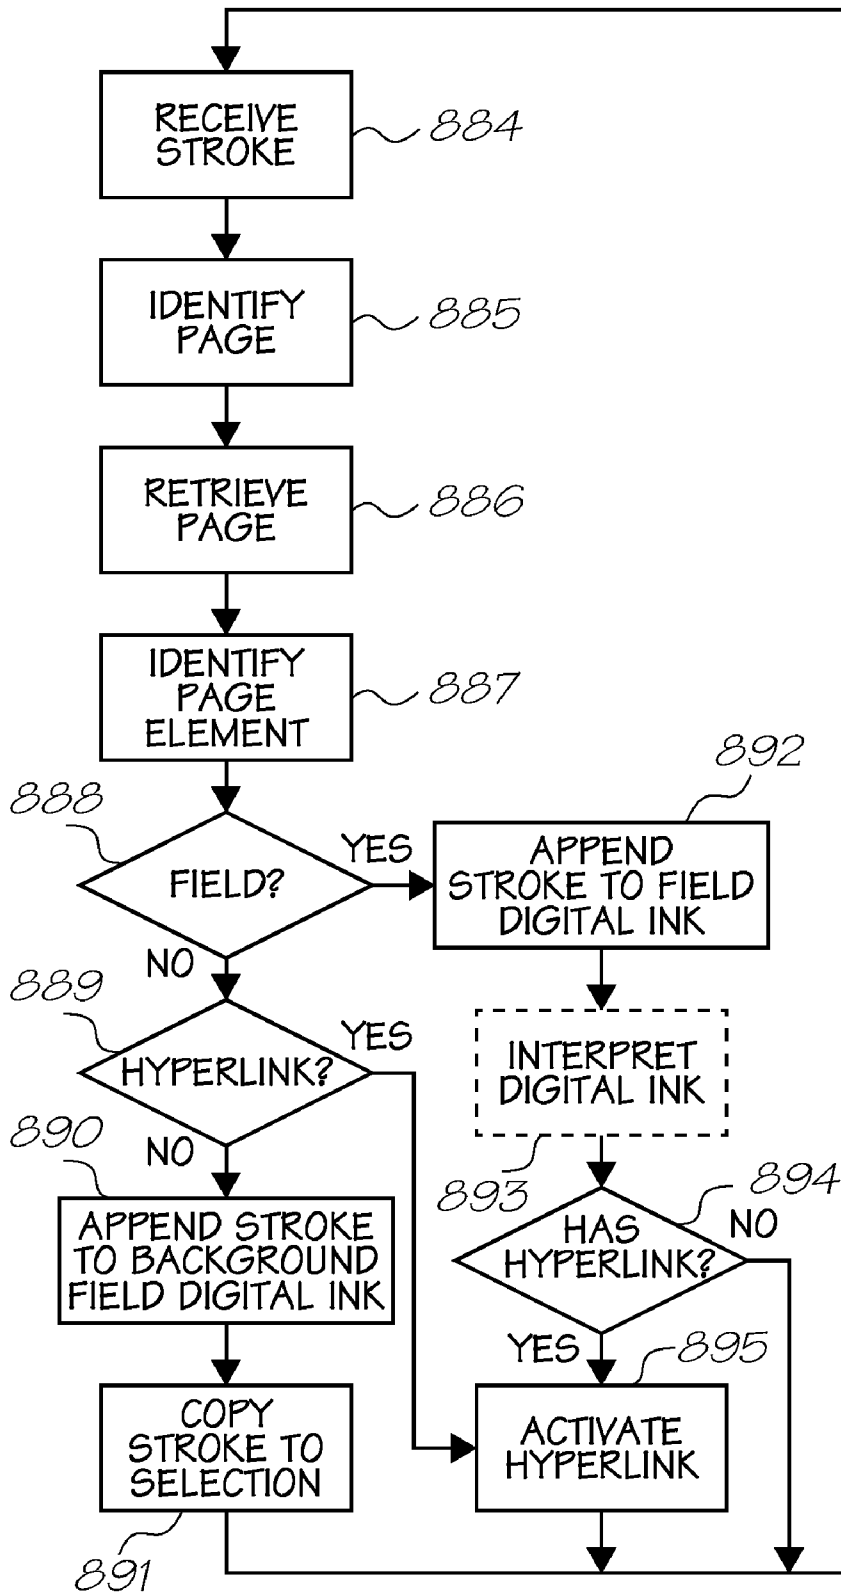 RECEIVE
STROKE
884
IDENTIFY
PAGE
885
RETRIEVE
PAGE
886
IDENTIFY
PAGE
ELEMENT
887
888
FIELD?
YES
NO
892
APPEND
STROKE TO FIELD
DIGITAL INK
889
HYPERLINK?
YES
NO
INTERPRET
DIGITAL INK
893
890
APPEND STROKE
TO BACKGROUND
FIELD DIGITAL INK
894
HAS
HYPERLINK?
NO
YES
COPY
STROKE TO
SELECTION
891
895
ACTIVATE
HYPERLINK